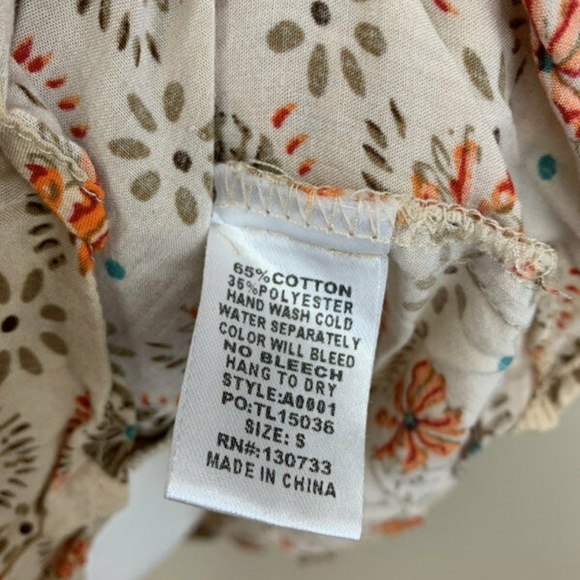 65%COTTON
35%POLYESTER
HAND WASH COLD
WATER SEPARATELY
COLOR WILL BLEED
NO BLEECH
HANG TO DRY
STYLE:A0001
PO:TL15036
SIZE: S
RN#:130733
MADE IN CHINA